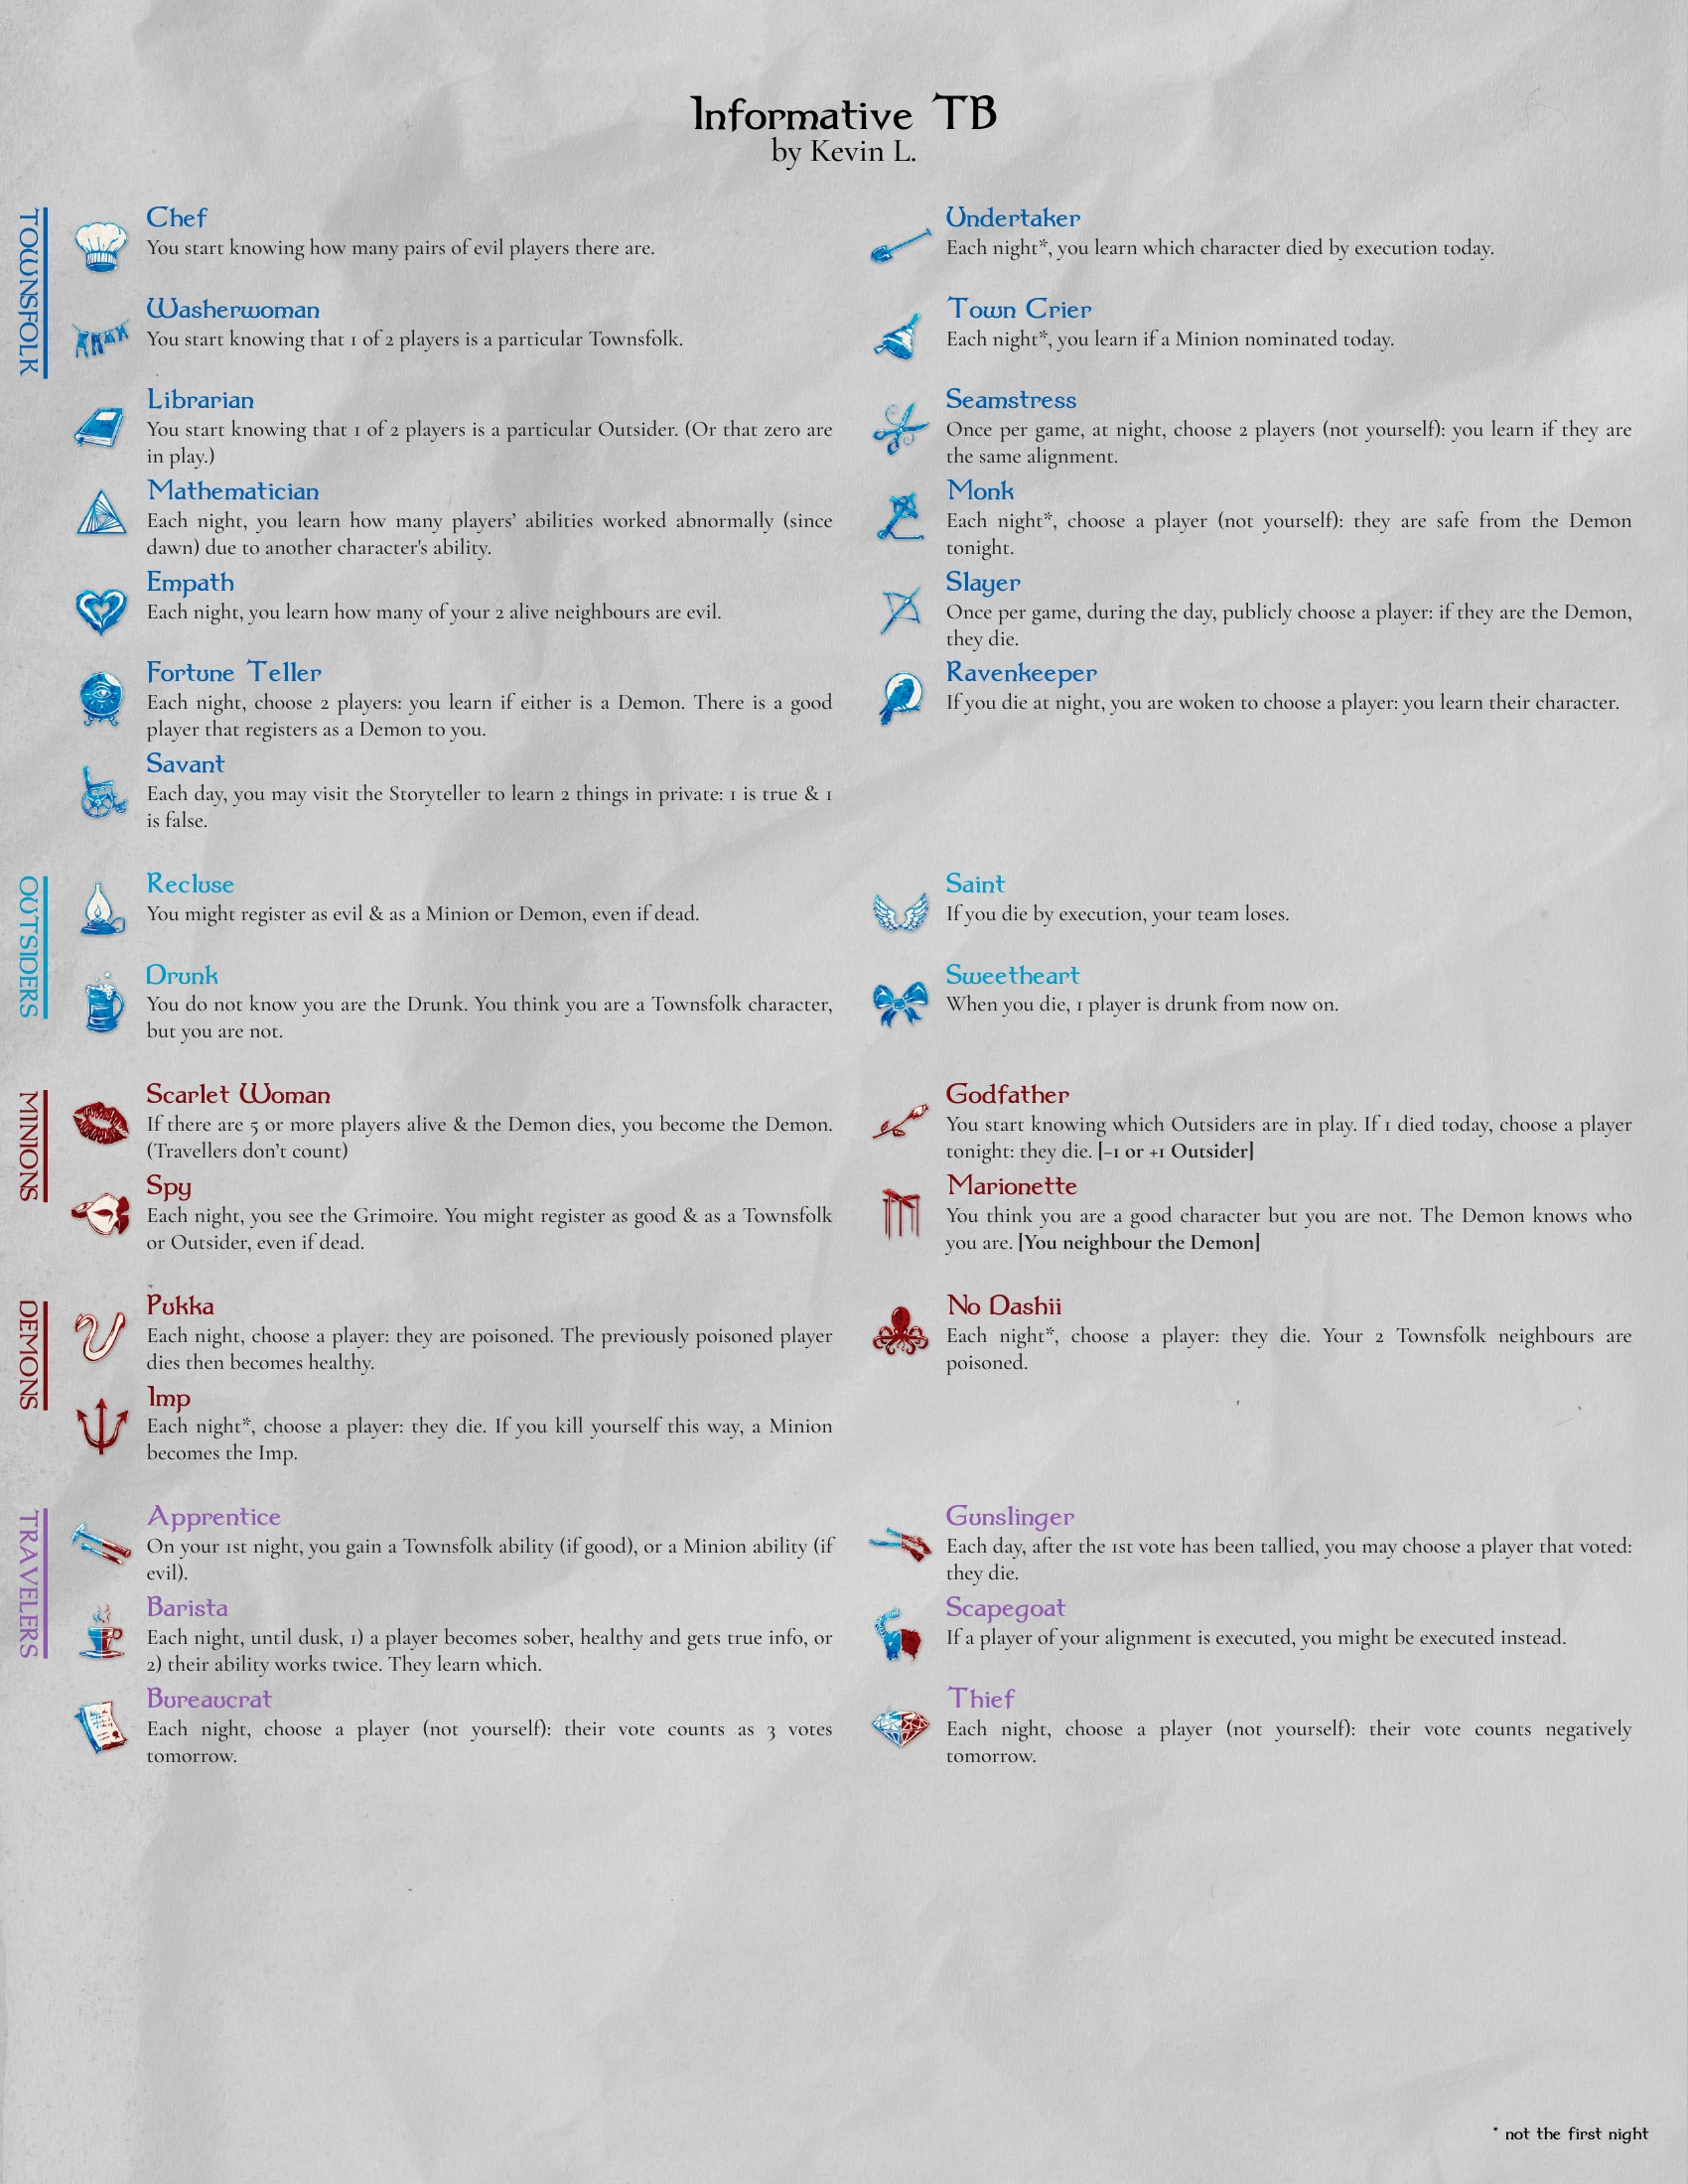 Informative TB
by Kevin L.
TOWNSFOLK
Chef
You start knowing how many pairs of evil players there are.
Washerwoman
You start knowing that 1 of 2 players is a particular Townsfolk.
Librarian
You start knowing that 1 of 2 players is a particular Outsider. (Or that zero are
in play.)
Mathematician
Each night, you learn how many players’ abilities worked abnormally (since
dawn) due to another character's ability.
Empath
Each night, you learn how many of your 2 alive neighbours are evil.
Fortune Teller
Each night, choose 2 players: you learn if either is a Demon. There is a good
player that registers as a Demon to you.
Savant
Each day, you may visit the Storyteller to learn 2 things in private: 1 is true & 1
is false.
Undertaker
Each night*, you learn which character died by execution today.
Town Crier
Each night*, you learn if a Minion nominated today.
Seamstress
Once per game, at night, choose 2 players (not yourself): you learn if they are
the same alignment.
Monk
Each night*, choose a player (not yourself): they are safe from the Demon
tonight.
Slayer
Once per game, during the day, publicly choose a player: if they are the Demon,
they die.
Ravenkeeper
If you die at night, you are woken to choose a player: you learn their character.
OUTSIDERS
Recluse
You might register as evil & as a Minion or Demon, even if dead.
Drunk
You do not know you are the Drunk. You think you are a Townsfolk character,
but you are not.
Saint
If you die by execution, your team loses.
Sweetheart
When you die, 1 player is drunk from now on.
MINIONS
Scarlet Woman
If there are 5 or more players alive & the Demon dies, you become the Demon.
(Travellers don’t count)
Spy
Each night, you see the Grimoire. You might register as good & as a Townsfolk
or Outsider, even if dead.
Godfather
You start knowing which Outsiders are in play. If 1 died today, choose a player
tonight: they die. [−1 or +1 Outsider]
Marionette
You think you are a good character but you are not. The Demon knows who
you are. [You neighbour the Demon]
DEMONS
Pukka
Each night, choose a player: they are poisoned. The previously poisoned player
dies then becomes healthy.
Imp
Each night*, choose a player: they die. If you kill yourself this way, a Minion
becomes the Imp.
No Dashii
Each night*, choose a player: they die. Your 2 Townsfolk neighbours are
poisoned.
TRAVELERS
Apprentice
On your 1st night, you gain a Townsfolk ability (if good), or a Minion ability (if
evil).
Barista
Each night, until dusk, 1) a player becomes sober, healthy and gets true info, or
2) their ability works twice. They learn which.
Bureaucrat
Each night, choose a player (not yourself): their vote counts as 3 votes
tomorrow.
Gunslinger
Each day, after the 1st vote has been tallied, you may choose a player that voted:
they die.
Scapegoat
If a player of your alignment is executed, you might be executed instead.
Thief
Each night, choose a player (not yourself): their vote counts negatively
tomorrow.
* not the first night